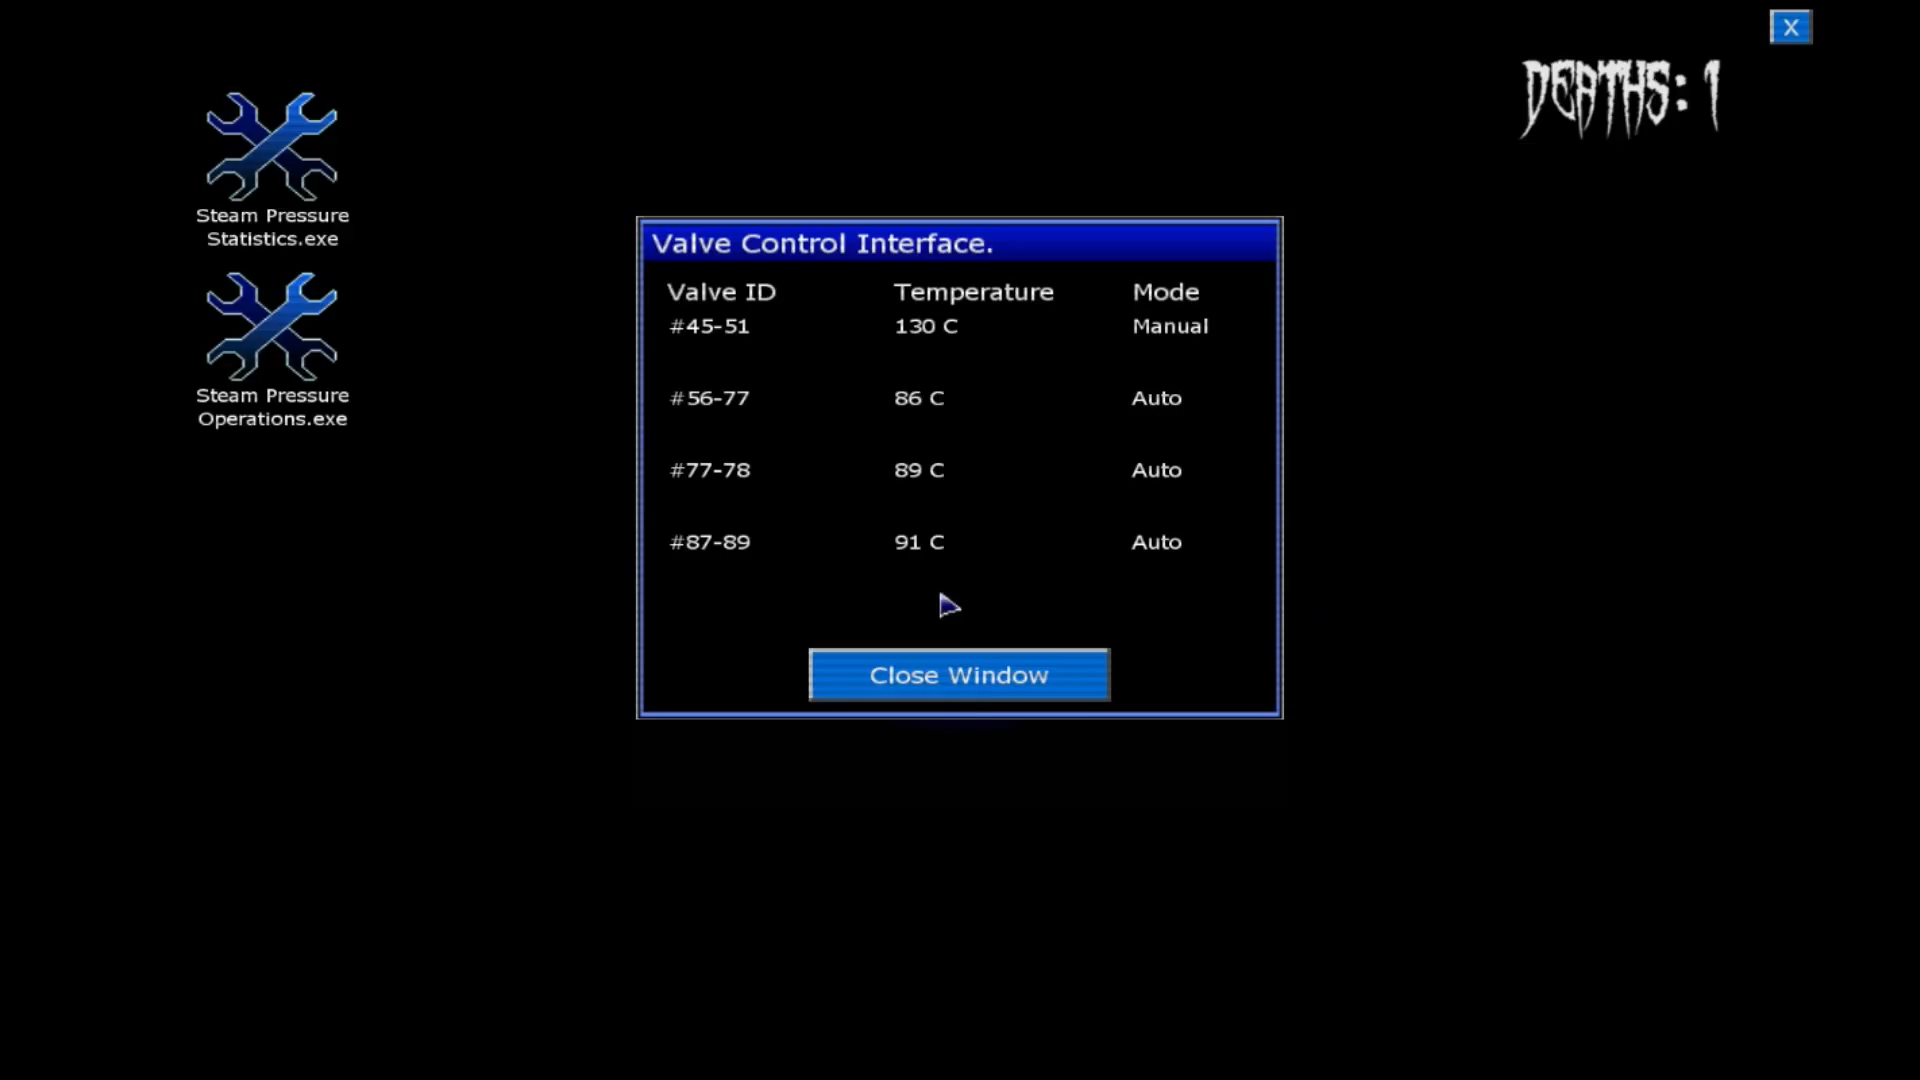 X
DEATHS: 1
Steam Pressure
Statistics.exe
Steam Pressure
Operations.exe
Valve Control Interface.
Valve ID Temperature Mode
#45-51 130 C Manual
#56-77 86 C Auto
#77-78 89 C Auto
#87-89 91 C Auto
Close Window